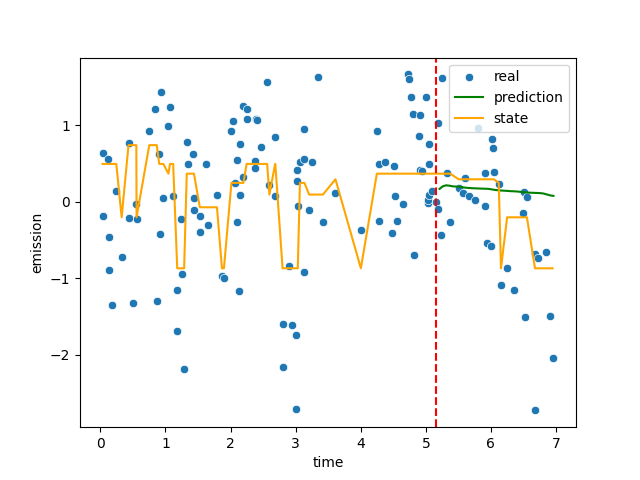 real
prediction
state
emission
1
0
−1
−2
0 1 2 3 4 5 6 7
time